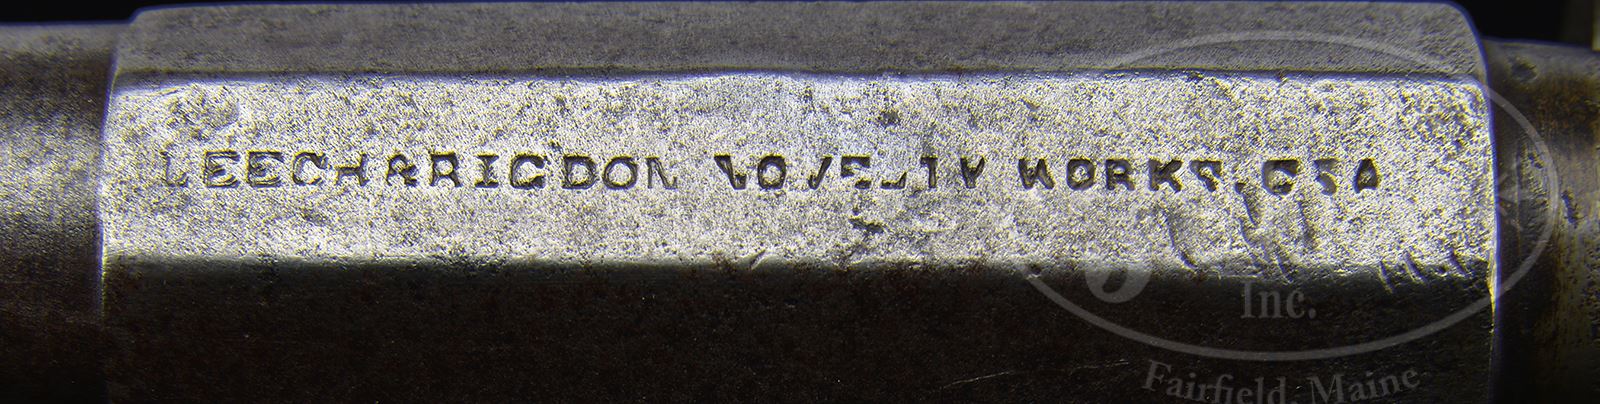 LEECH & RIGDON NOVELTY WORKS. CSA
Inc.
Fairfield, Maine